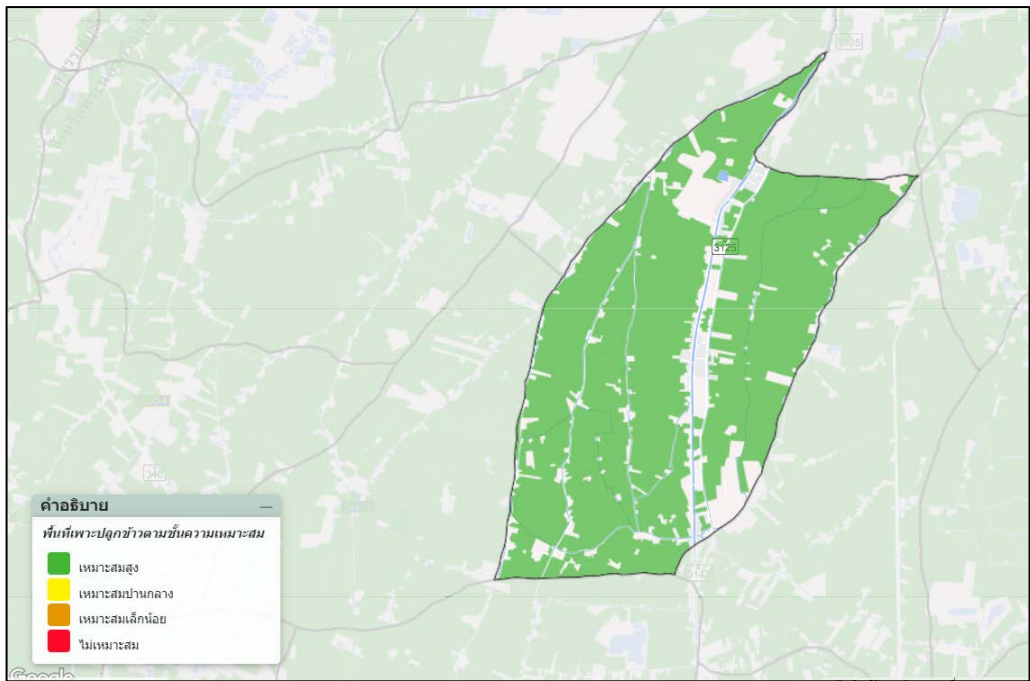 3125
340
คำอธิบาย
พื้นที่เพาะปลูกข้าวตามชั้นความเหมาะสม
เหมาะสมสูง
เหมาะสมปานกลาง
เหมาะสมเล็กน้อย
ไม่เหมาะสม
Google